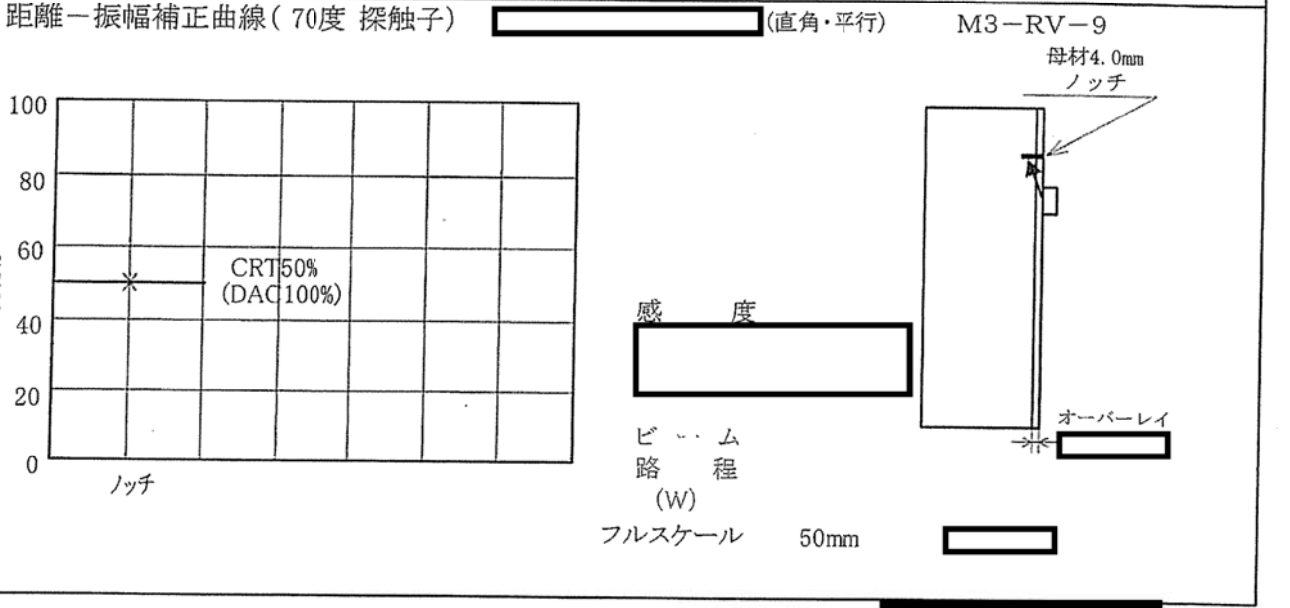 距離－振幅補正曲線( 70度 探触子)
(直角・平行)
M3－RV－9
母材4.0mm
ノッチ
100
80
60
40
20
0
CRT50%
(DAC100%)
ノッチ
感 度
ビーム
路 程
(W)
フルスケール 50mm
オーバーレイ